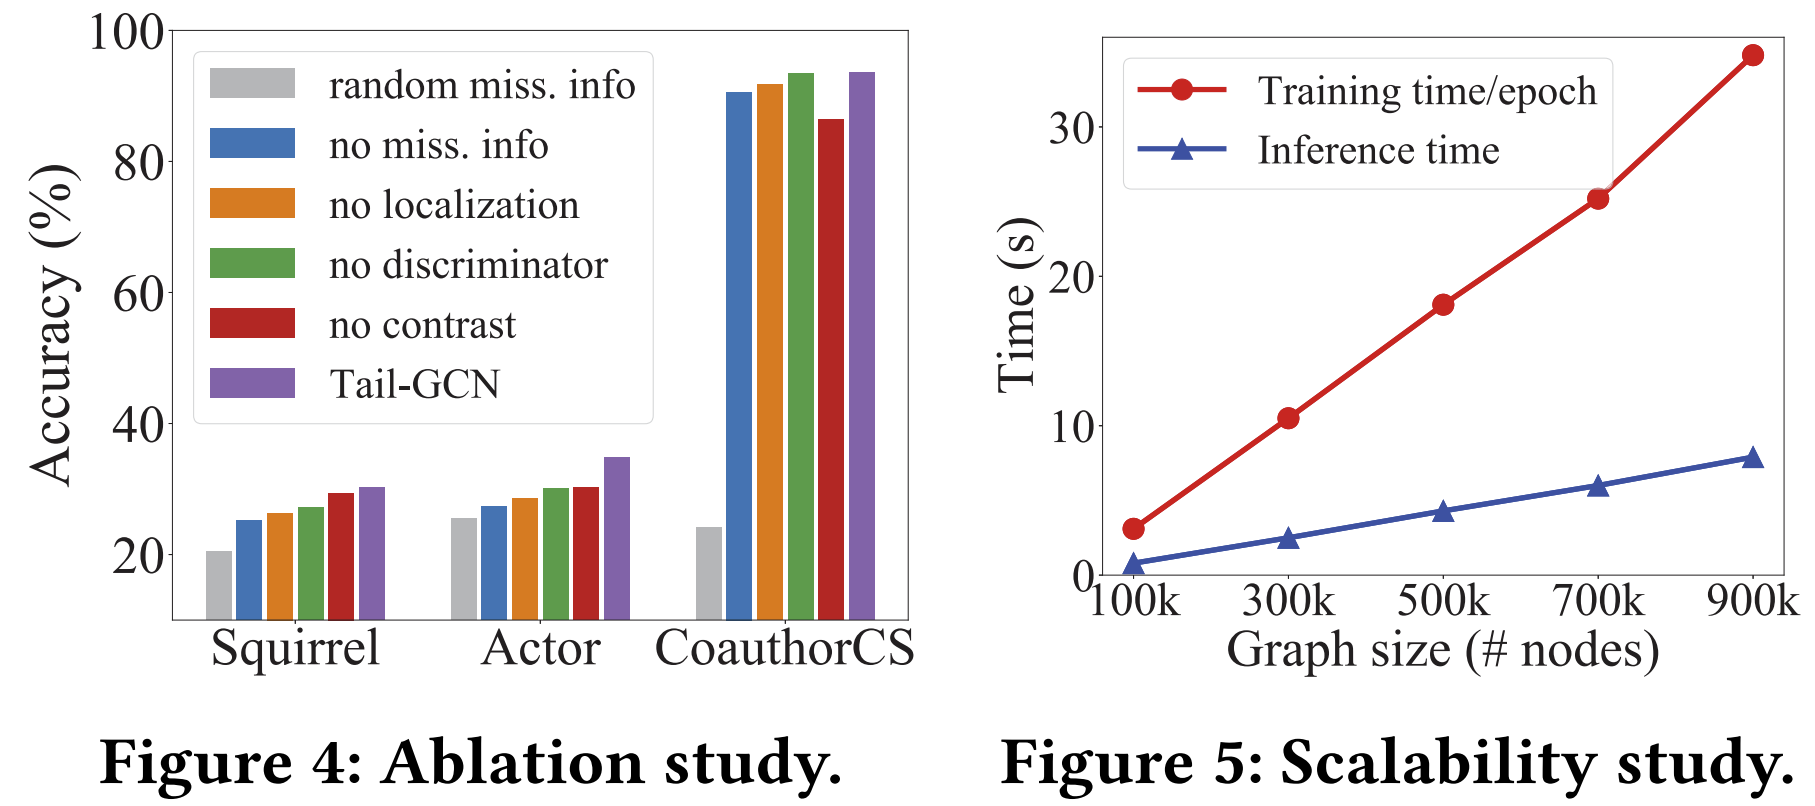 100
80
60
40
20
Accuracy (%)
random miss. info
no miss. info
no localization
no discriminator
no contrast
Tail-GCN
Squirrel Actor CoauthorCS
Figure 4: Ablation study.
30
20
10
0
Time (s)
Training time/epoch
Inference time
100k 300k 500k 700k 900k
Graph size (# nodes)
Figure 5: Scalability study.